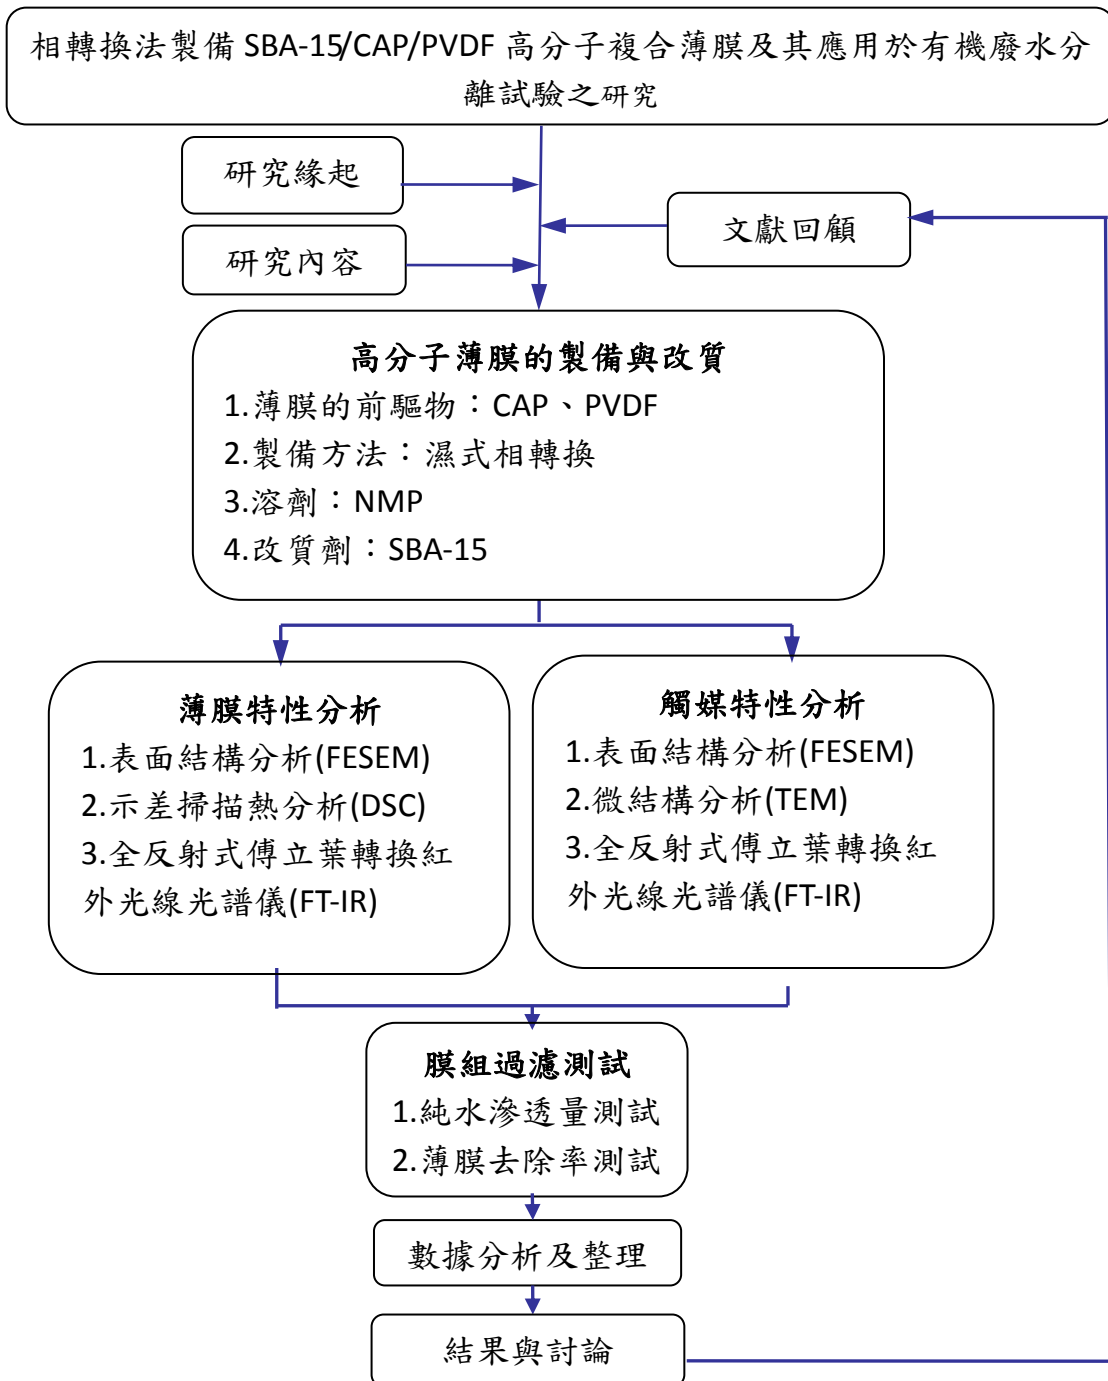 相轉換法製備 SBA-15/CAP/PVDF 高分子複合薄膜及其應用於有機廢水分
離試驗之研究
研究緣起
文獻回顧
研究內容
高分子薄膜的製備與改質
1.薄膜的前驅物：CAP、PVDF
2.製備方法：濕式相轉換
3.溶劑：NMP
4.改質劑：SBA-15
薄膜特性分析
1.表面結構分析(FESEM)
2.示差掃描熱分析(DSC)
3.全反射式傅立葉轉換紅
外光線光譜儀(FT-IR)
觸媒特性分析
1.表面結構分析(FESEM)
2.微結構分析(TEM)
3.全反射式傅立葉轉換紅
外光線光譜儀(FT-IR)
膜組過濾測試
1.純水滲透量測試
2.薄膜去除率測試
數據分析及整理
結果與討論